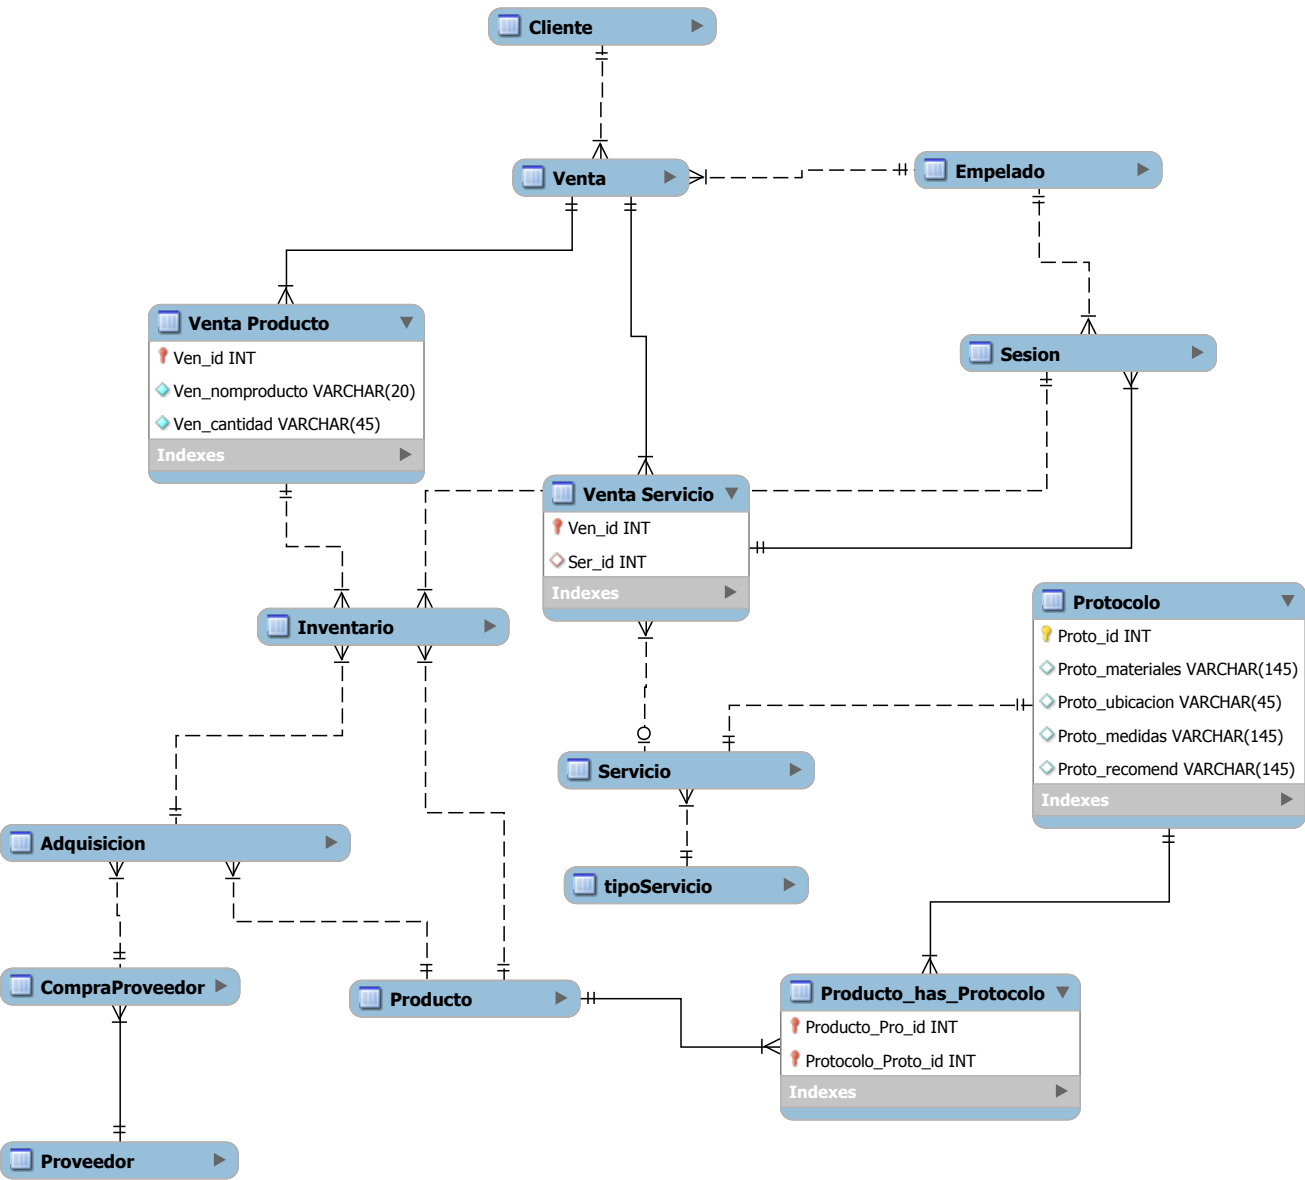 Cliente
Venta
Empelado
Venta Producto
Ven_id INT
Ven_nomproducto VARCHAR(20)
Ven_cantidad VARCHAR(45)
Indexes
Sesion
Venta Servicio
Ven_id INT
Ser_id INT
Indexes
Inventario
Protocolo
Proto_id INT
Proto_materiales VARCHAR(145)
Proto_ubicacion VARCHAR(45)
Proto_medidas VARCHAR(145)
Proto_recomend VARCHAR(145)
Indexes
Servicio
Adquisicion
tipoServicio
CompraProveedor
Producto
Producto_has_Protocolo
Producto_Pro_id INT
Protocolo_Proto_id INT
Indexes
Proveedor